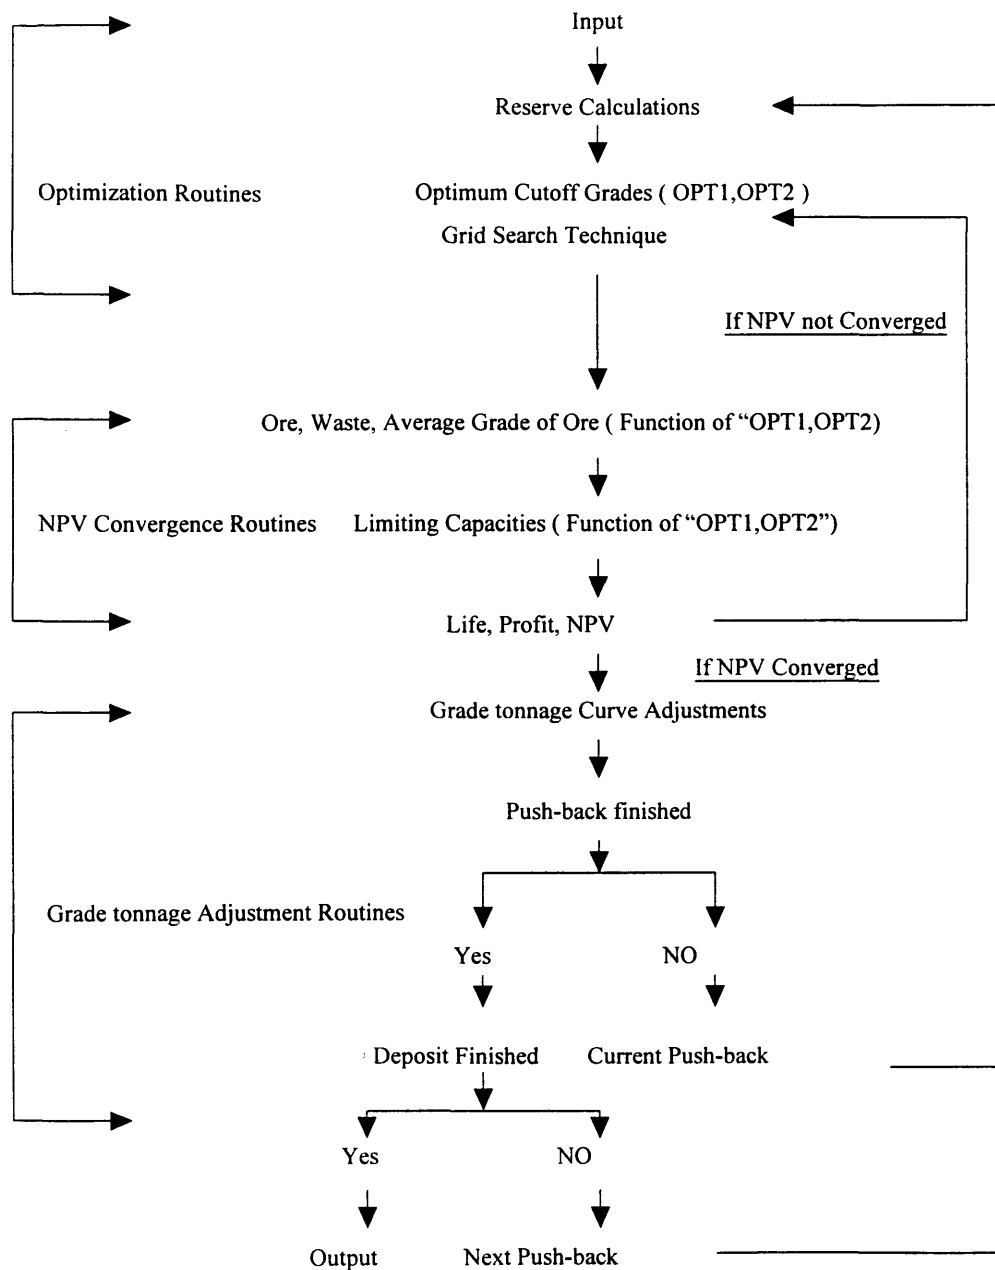 Input
Reserve Calculations
Optimization Routines
Optimum Cutoff Grades ( OPT1,OPT2 )
Grid Search Technique
If NPV not Converged
Ore, Waste, Average Grade of Ore ( Function of “OPT1,OPT2)
NPV Convergence Routines
Limiting Capacities ( Function of “OPT1,OPT2”)
Life, Profit, NPV
If NPV Converged
Grade tonnage Curve Adjustments
Push-back finished
Grade tonnage Adjustment Routines
Yes
NO
Deposit Finished
Current Push-back
Yes
NO
Output
Next Push-back